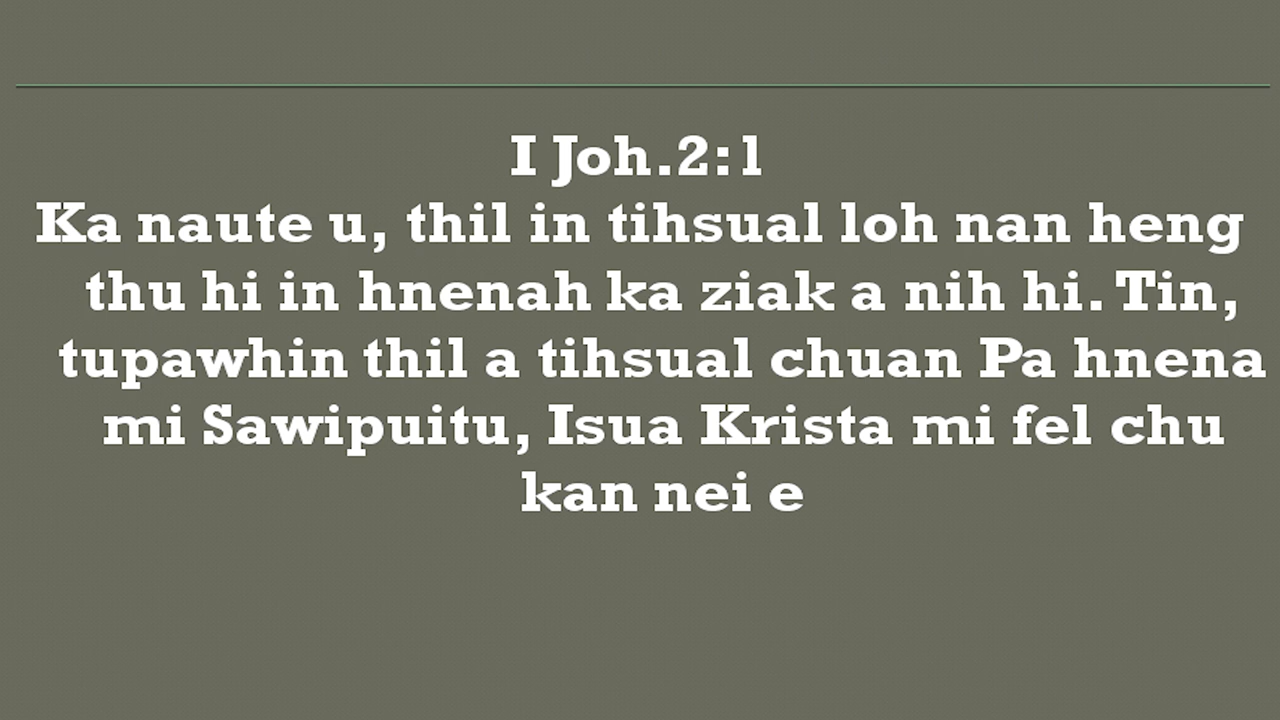 I Joh.2:1
Ka naute u, thil in tihsual loh nan heng
thu hi in hnenah ka ziak a nih hi. Tin,
tupawhin thil a tihsual chuan Pa hnena
mi Sawipuitu, Isua Krista mi fel chu
kan nei e